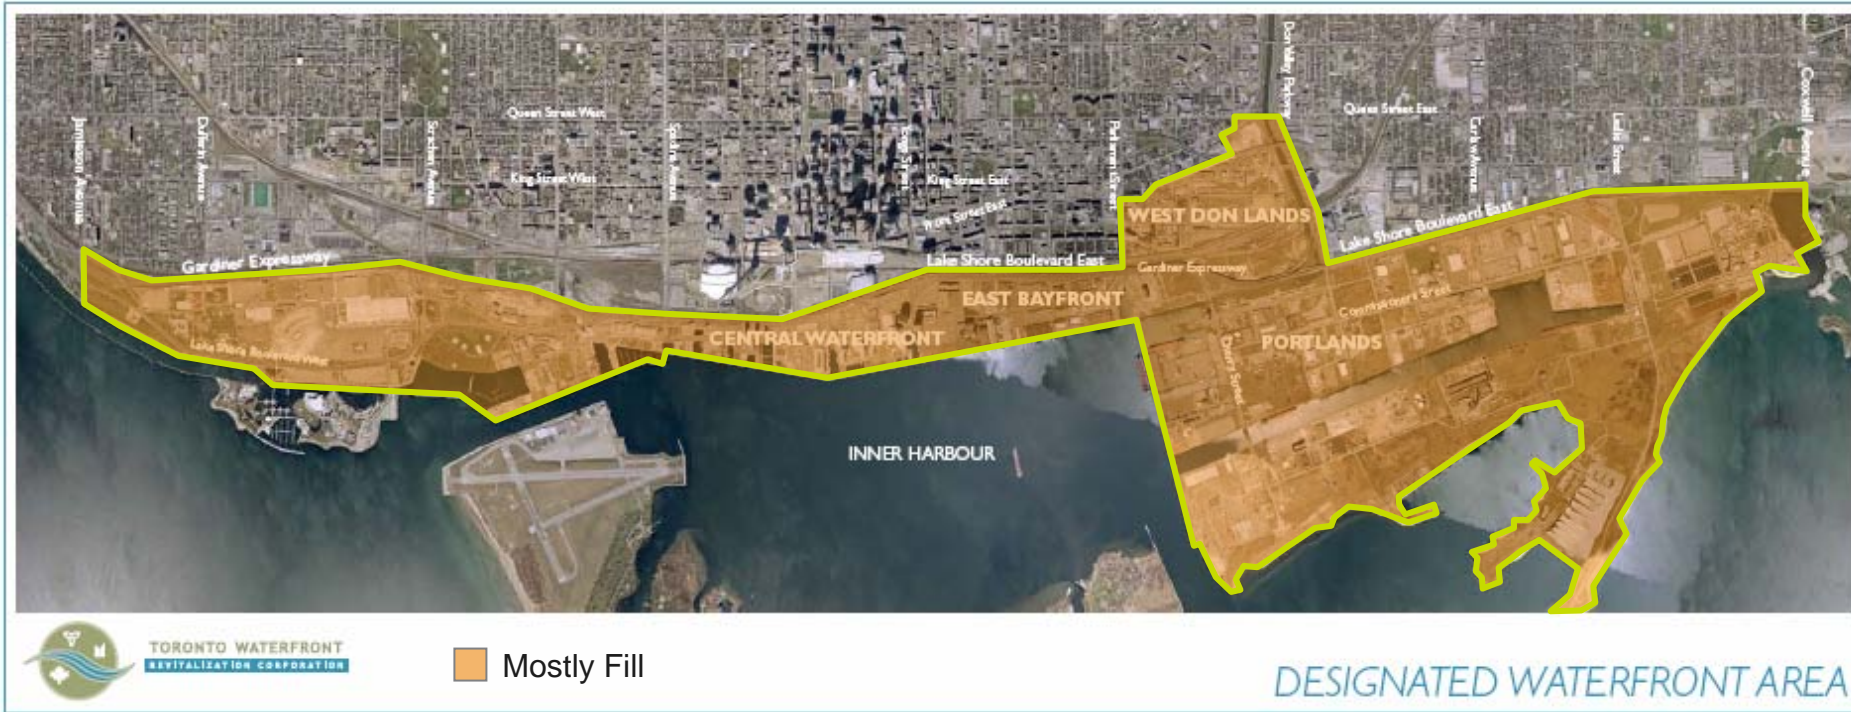 Jameson Avenue
Dufferin Avenue
Strachan Avenue
Queen Street West
King Street West
Spadina Avenue
Bay Street
King Street East
Front Street East
Parliament Street
Don Valley Parkway
Queen Street East
Carlaw Avenue
Leslie Street
Coxwell Avenue
WEST DON LANDS
Lake Shore Boulevard East
Gardiner Expressway
Lake Shore Boulevard East
Gardiner Expressway
EAST BAYFRONT
Commissioners Street
CENTRAL WATERFRONT
Lake Shore Boulevard West
Cherry Street
PORTLANDS
INNER HARBOUR
TORONTO WATERFRONT
REVITALIZATION CORPORATION
Mostly Fill
DESIGNATED WATERFRONT AREA